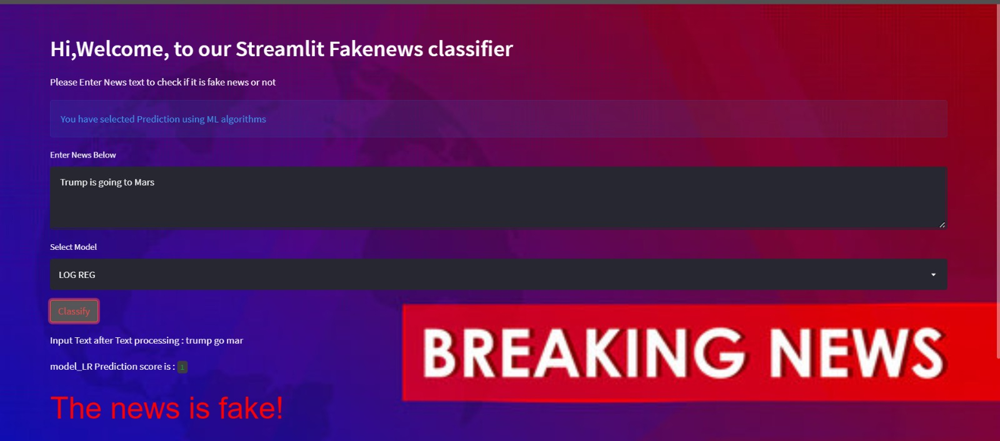 Hi,Welcome, to our Streamlit Fakenews classifier
Please Enter News text to check if it is fake news or not
You have selected Prediction using ML algorithms
Enter News Below
Trump is going to Mars
Select Model
LOG REG
Classify
Input Text after Text processing : trump go mar
model_LR Prediction score is : 1
BREAKING NEWS
The news is fake!